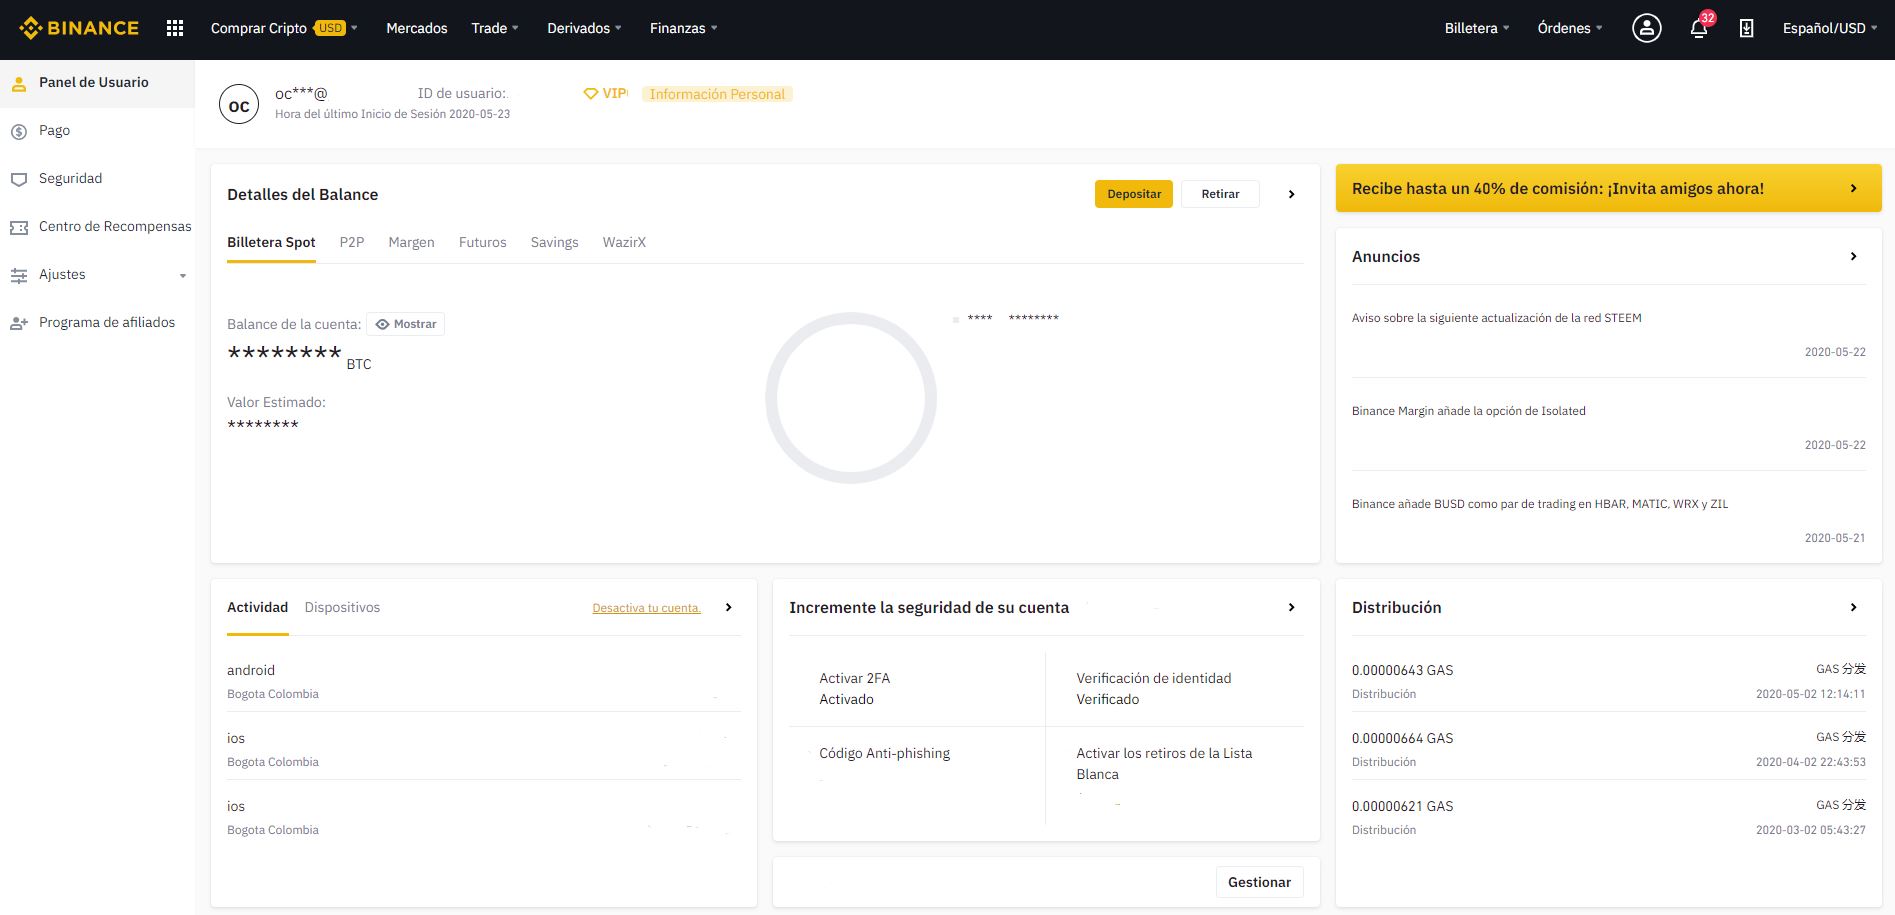 BINANCE
Comprar Cripto USD
Mercados
Trade
Derivados
Finanzas
Billetera
Órdenes
32
Español/USD
Panel de Usuario
Pago
Seguridad
Centro de Recompensas
Ajustes
Programa de afiliados
OC
oc***@
ID de usuario:
VIP
Información Personal
Hora del último Inicio de Sesión 2020-05-23
Detalles del Balance
Depositar
Retirar
Billetera Spot
P2P
Margen
Futuros
Savings
WazirX
Balance de la cuenta:
Mostrar
******** BTC
Valor Estimado:
********
**** ********
Recibe hasta un 40% de comisión: ¡Invita amigos ahora!
Anuncios
Aviso sobre la siguiente actualización de la red STEEM
2020-05-22
Binance Margin añade la opción de Isolated
2020-05-22
Binance añade BUSD como par de trading en HBAR, MATIC, WRX y ZIL
2020-05-21
Actividad
Dispositivos
Desactiva tu cuenta.
android
Bogota Colombia
ios
Bogota Colombia
ios
Bogota Colombia
Incremente la seguridad de su cuenta
Activar 2FA
Activado
Verificación de identidad
Verificado
Código Anti-phishing
Activar los retiros de la Lista
Blanca
Gestionar
Distribución
0.00000643 GAS
GAS 分发
Distribución
2020-05-02 12:14:11
0.00000664 GAS
GAS 分发
Distribución
2020-04-02 22:43:53
0.00000621 GAS
GAS 分发
Distribución
2020-03-02 05:43:27